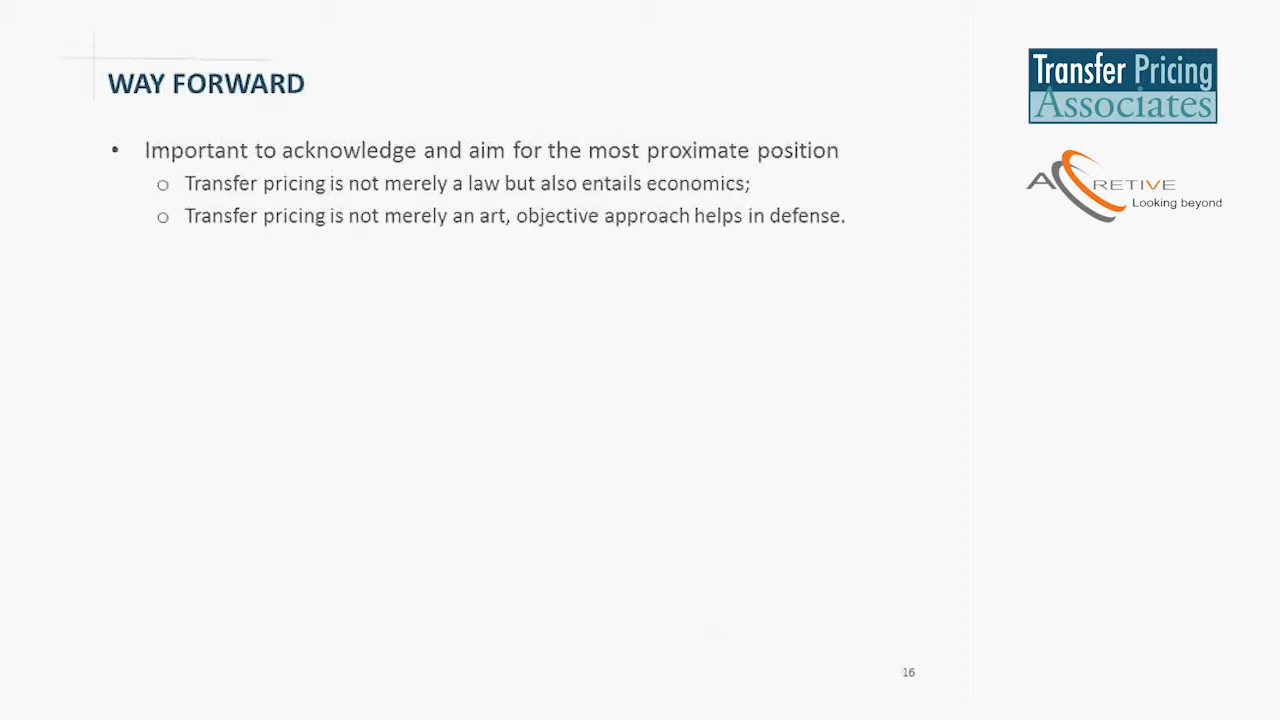 WAY FORWARD
• Important to acknowledge and aim for the most proximate position
o Transfer pricing is not merely a law but also entails economics;
o Transfer pricing is not merely an art, objective approach helps in defense.
Transfer Pricing
Associates
ACCRETIVE
Looking beyond
16